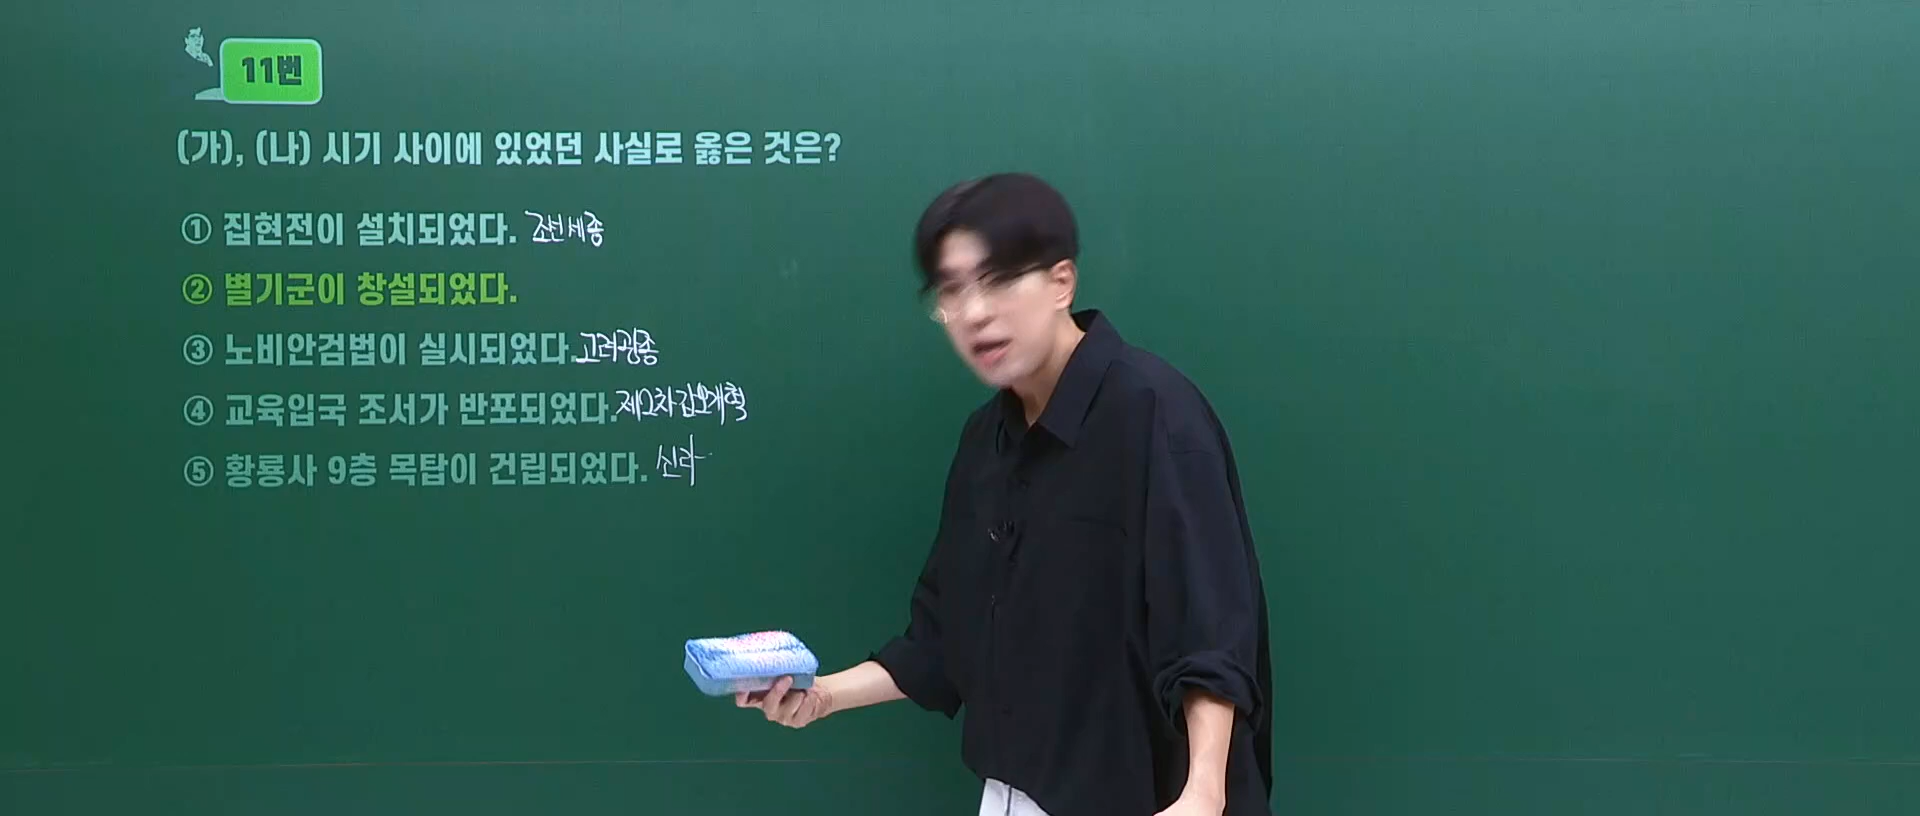 11번
(가), (나) 시기 사이에 있었던 사실로 옳은 것은?
① 집현전이 설치되었다. 조선 세종
② 별기군이 창설되었다.
③ 노비안검법이 실시되었다. 고려 광종
④ 교육입국 조서가 반포되었다. 제2차 갑오개혁
⑤ 황룡사 9층 목탑이 건립되었다. 신라